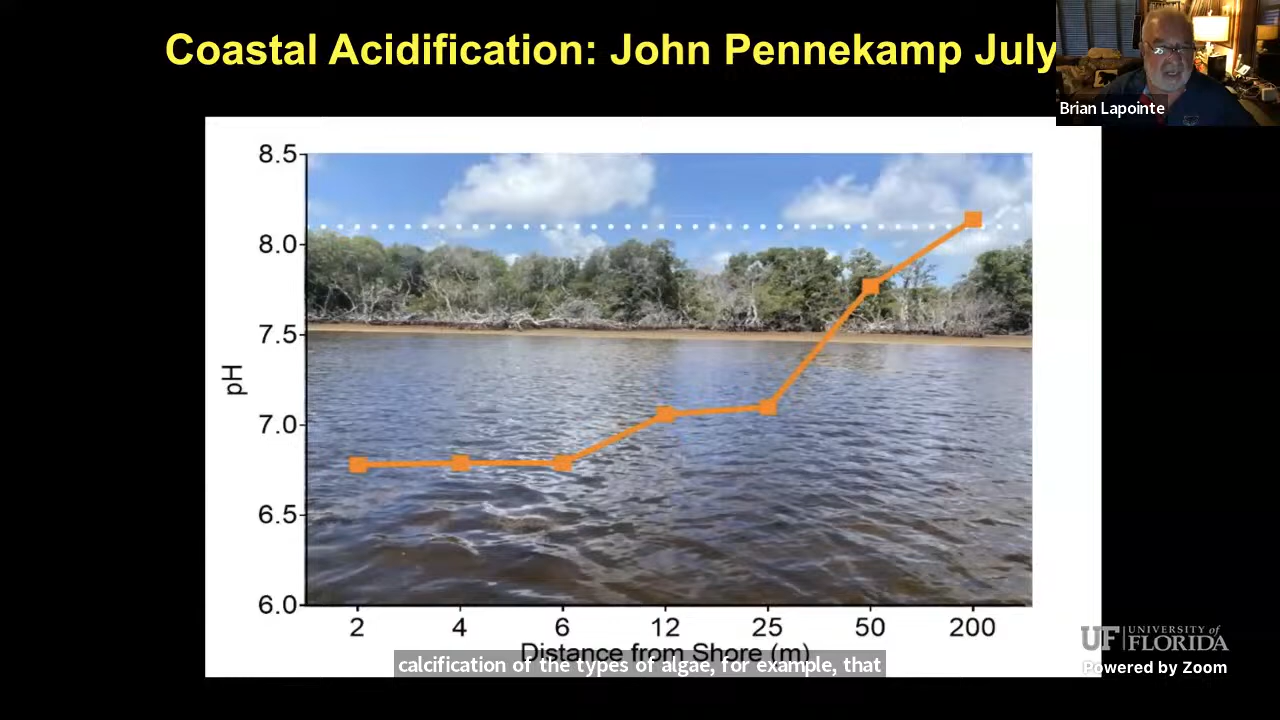 Coastal Acidification: John Pennekamp July
Brian Lapointe
8.5
8.0
7.5
7.0
6.5
6.0
pH
2 4 6 12 25 50 200
Distance from Shore (m)
calcification of the types of algae, for example, that
UF UNIVERSITY of
FLORIDA
Powered by Zoom